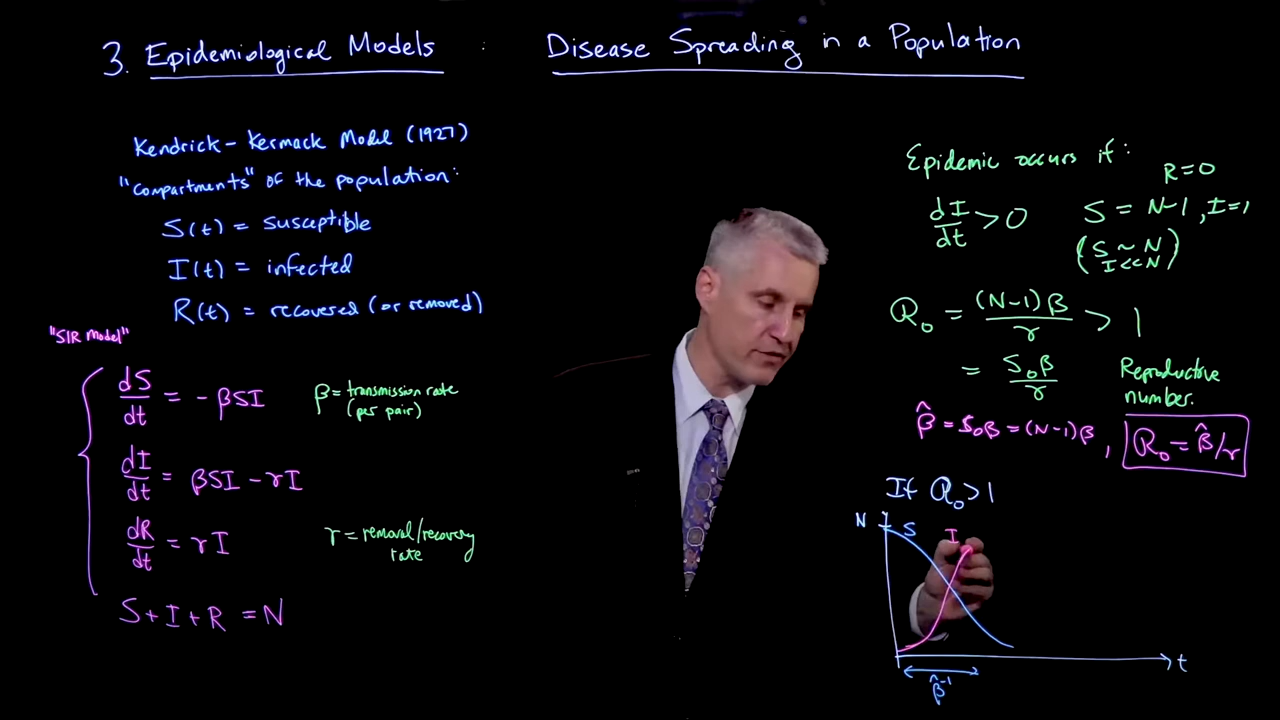 3. Epidemiological Models : Disease Spreading in a Population
Kendrick - Kermack Model (1927)
"compartments" of the population:
S(t) = susceptible
I(t) = infected
R(t) = recovered (or removed)
"SIR Model"
dS/dt = -βSI
β = transmission rate
(per pair)
dI/dt = βSI - γI
dR/dt = γI
γ = removal/recovery
rate
S+I+R = N
Epidemic occurs if:
R=0
dI/dt > 0
S = N-1, I=1
(S ~ N
I << N)
R₀ = (N-1)β/γ > 1
= S₀β/γ
Reproductive
number.
β̂ = S₀β = (N-1)β, R₀ = β̂/γ
If R₀ > 1
N
S
I
t
β̂⁻¹